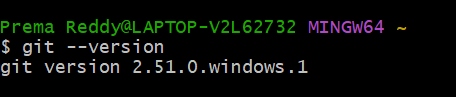 Prema Reddy@LAPTOP-V2L62732 MINGW64 ~
$ git --version
git version 2.51.0.windows.1